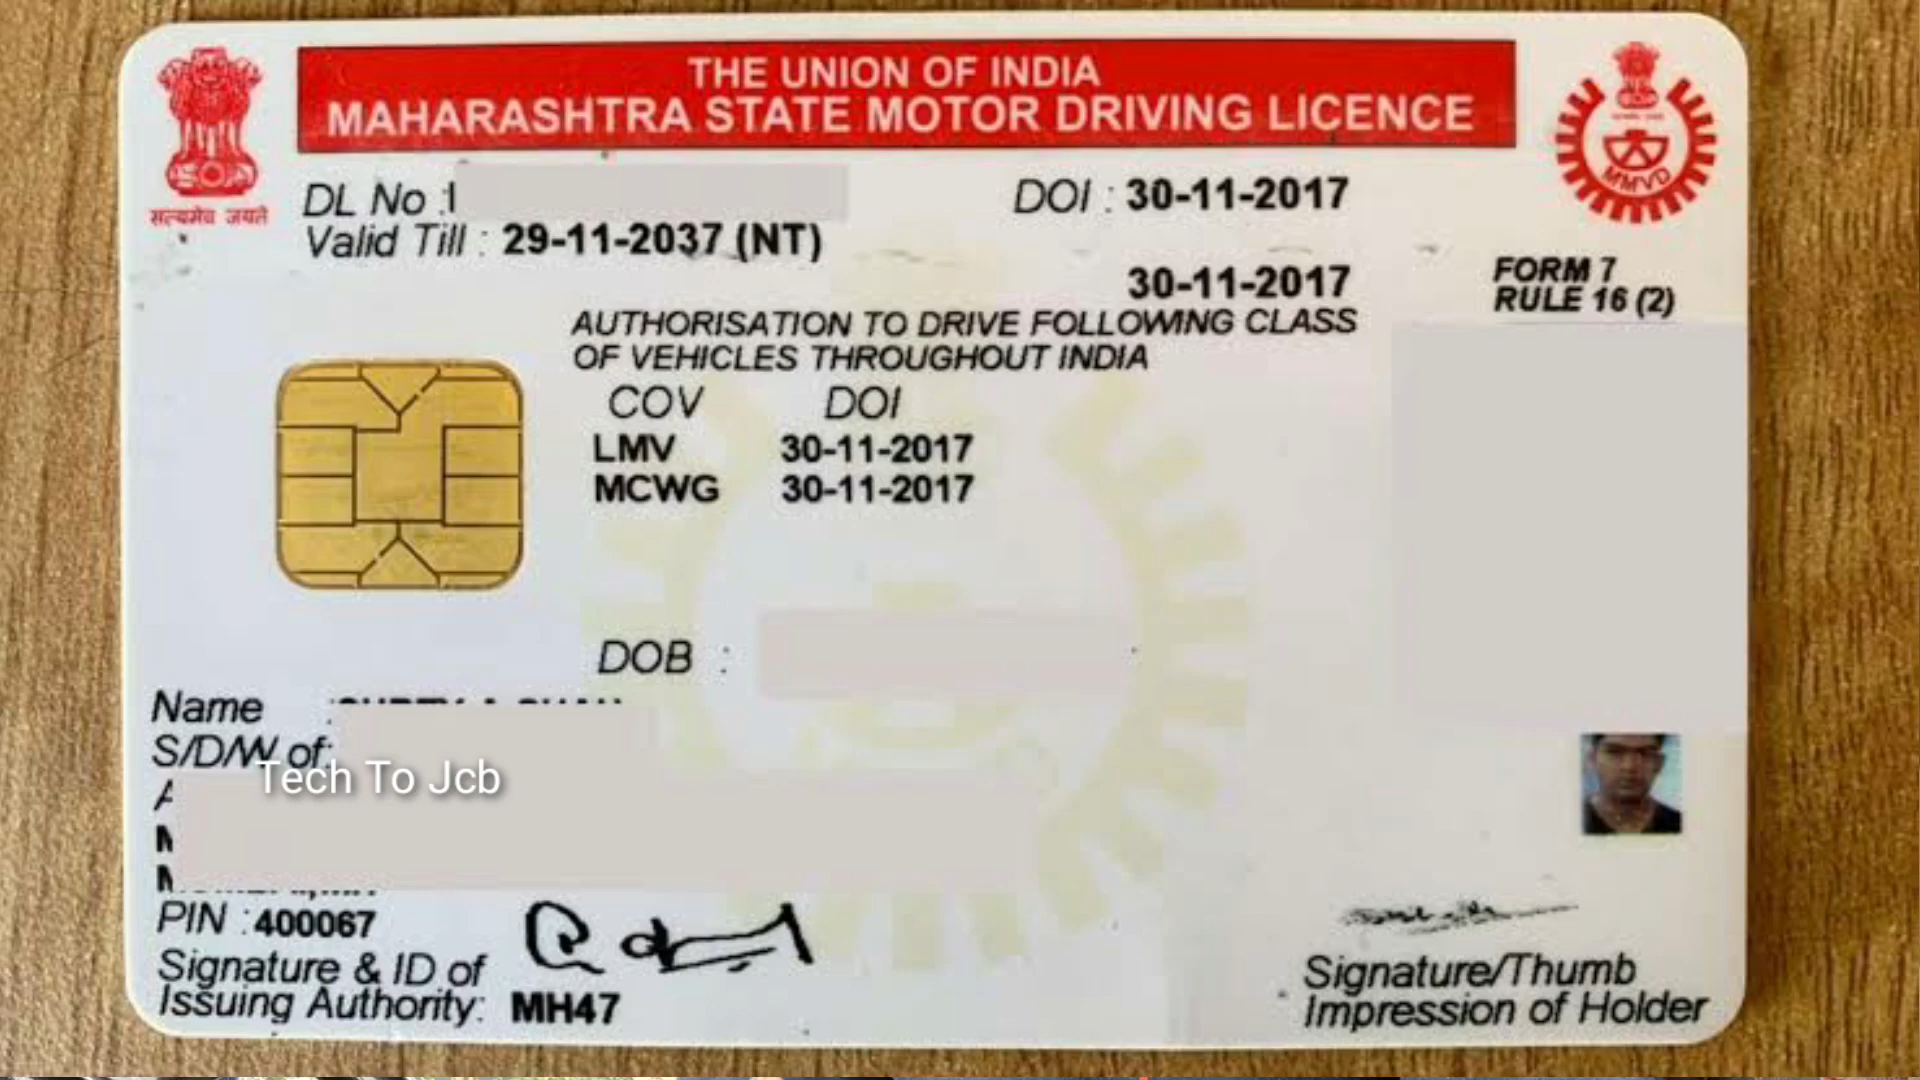 THE UNION OF INDIA
MAHARASHTRA STATE MOTOR DRIVING LICENCE
सत्यमेव जयते
MMVD
DL No :
DOI : 30-11-2017
Valid Till : 29-11-2037 (NT)
30-11-2017
FORM 7
RULE 16 (2)
AUTHORISATION TO DRIVE FOLLOWING CLASS
OF VEHICLES THROUGHOUT INDIA
COV DOI
LMV 30-11-2017
MCWG 30-11-2017
DOB :
Name :
S/D/W of:
Tech To Jcb
PIN : 400067
Signature & ID of
Issuing Authority: MH47
Signature/Thumb
Impression of Holder